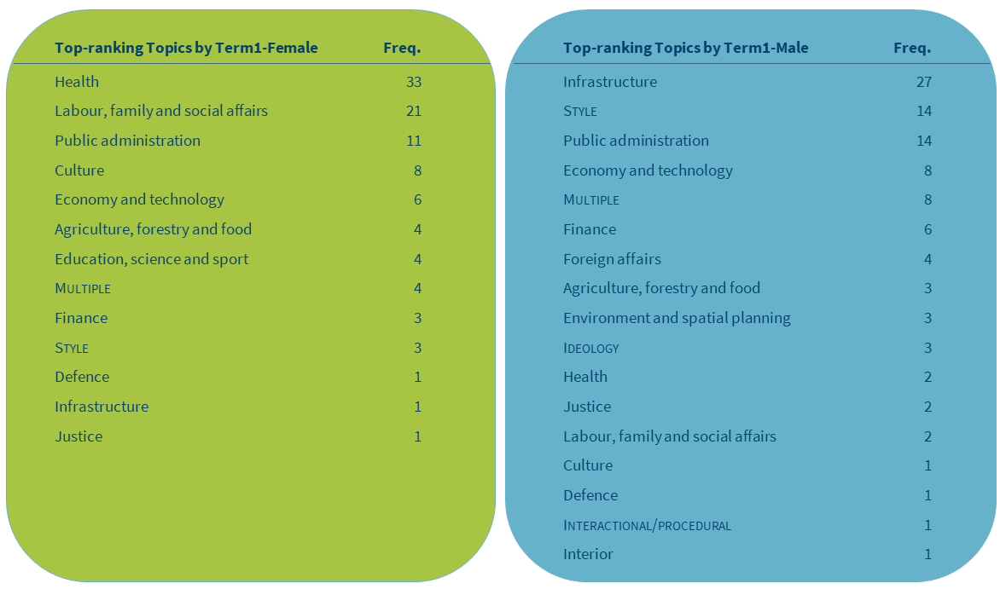 Top-ranking Topics by Term1-Female Freq.
Health 33
Labour, family and social affairs 21
Public administration 11
Culture 8
Economy and technology 6
Agriculture, forestry and food 4
Education, science and sport 4
MULTIPLE 4
Finance 3
STYLE 3
Defence 1
Infrastructure 1
Justice 1
Top-ranking Topics by Term1-Male Freq.
Infrastructure 27
STYLE 14
Public administration 14
Economy and technology 8
MULTIPLE 8
Finance 6
Foreign affairs 4
Agriculture, forestry and food 3
Environment and spatial planning 3
IDEOLOGY 3
Health 2
Justice 2
Labour, family and social affairs 2
Culture 1
Defence 1
INTERACTIONAL/PROCEDURAL 1
Interior 1